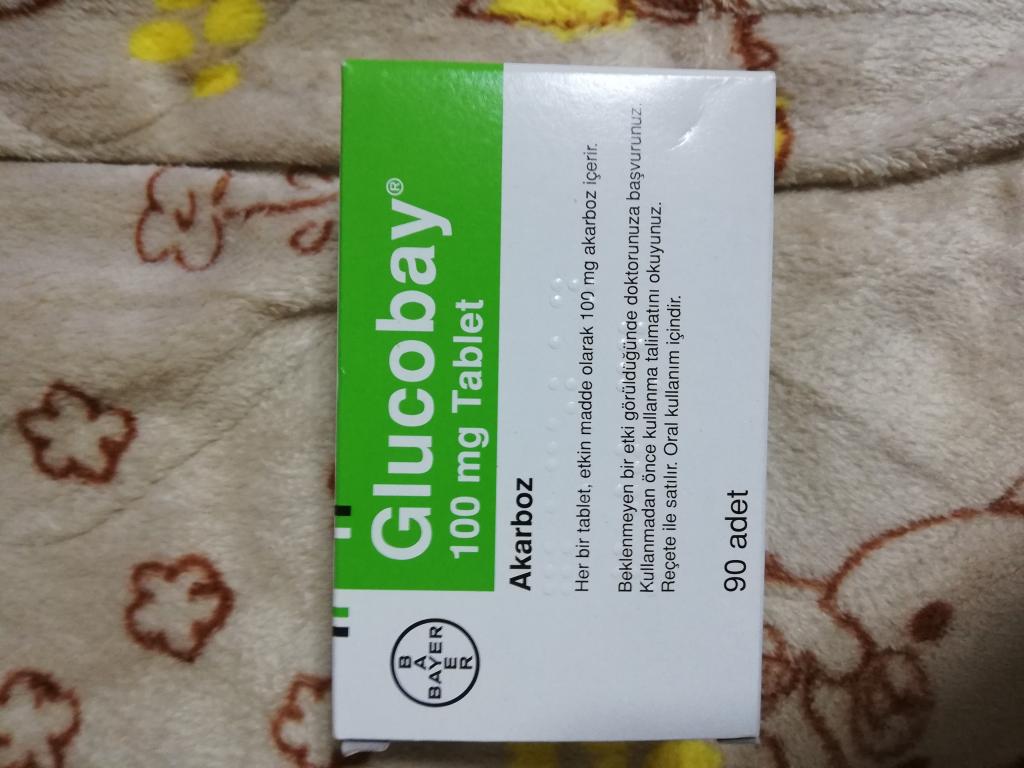 Glucobay®
100 mg Tablet
Akarboz
Her bir tablet, etkin madde olarak 100 mg akarboz içerir.
Beklenmeyen bir etki görüldüğünde doktorunuza başvurunuz.
Kullanmadan önce kullanma talimatını okuyunuz.
Reçete ile satılır. Oral kullanım içindir.
90 adet
BAYER
BAYER